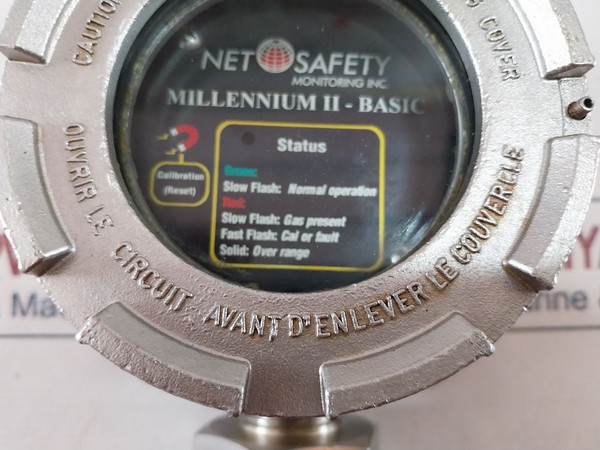 CAUTION
COVER
NET SAFETY
MONITORING INC
MILLENNIUM II - BASIC
Status
Calibration
(Reset)
Green:
Slow Flash: Normal operation
Red:
Slow Flash: Gas present
Fast Flash: Cal or fault
Solid: Over range
OUVRIR LE CIRCUIT AVANT D'ENLEVER LE COUVERCLE